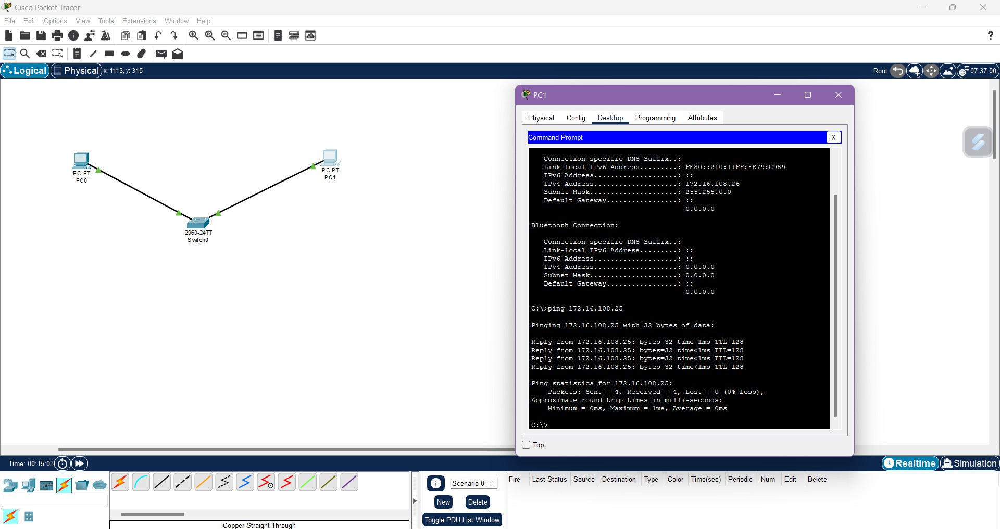 Cisco Packet Tracer
File Edit Options View Tools Extensions Window Help
?
Logical Physical x: 1113, y: 315 Root 07:37:00
PC-PT
PC0
PC-PT
PC1
2960-24TT
Switch0
PC1
Physical Config Desktop Programming Attributes
Command Prompt X
Connection-specific DNS Suffix..:
Link-local IPv6 Address.........: FE80::210:11FF:FE79:C989
IPv6 Address....................: ::
IPv4 Address....................: 172.16.108.26
Subnet Mask.....................: 255.255.0.0
Default Gateway.................: ::
0.0.0.0
Bluetooth Connection:
Connection-specific DNS Suffix..:
Link-local IPv6 Address.........: ::
IPv6 Address....................: ::
IPv4 Address....................: 0.0.0.0
Subnet Mask.....................: 0.0.0.0
Default Gateway.................: ::
0.0.0.0
C:\>ping 172.16.108.25
Pinging 172.16.108.25 with 32 bytes of data:
Reply from 172.16.108.25: bytes=32 time=1ms TTL=128
Reply from 172.16.108.25: bytes=32 time<1ms TTL=128
Reply from 172.16.108.25: bytes=32 time<1ms TTL=128
Reply from 172.16.108.25: bytes=32 time<1ms TTL=128
Ping statistics for 172.16.108.25:
Packets: Sent = 4, Received = 4, Lost = 0 (0% loss),
Approximate round trip times in milli-seconds:
Minimum = 0ms, Maximum = 1ms, Average = 0ms
C:\>
Top
Time: 00:15:03 Realtime Simulation
Scenario 0
New Delete
Toggle PDU List Window
Fire Last Status Source Destination Type Color Time(sec) Periodic Num Edit Delete
Copper Straight-Through